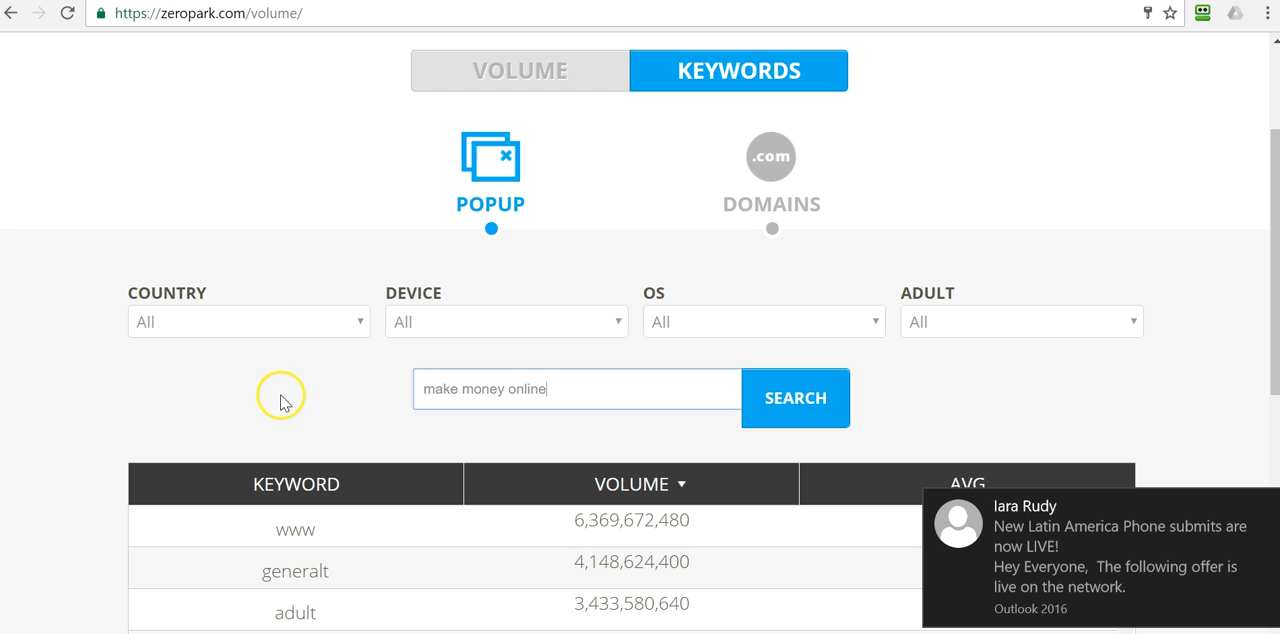 https://zeropark.com/volume/
VOLUME KEYWORDS
.com
POPUP DOMAINS
COUNTRY DEVICE OS ADULT
All All All All
make money online SEARCH
KEYWORD VOLUME AVG
www 6,369,672,480
generalt 4,148,624,400
adult 3,433,580,640
Iara Rudy
New Latin America Phone submits are
now LIVE!
Hey Everyone, The following offer is
live on the network.
Outlook 2016